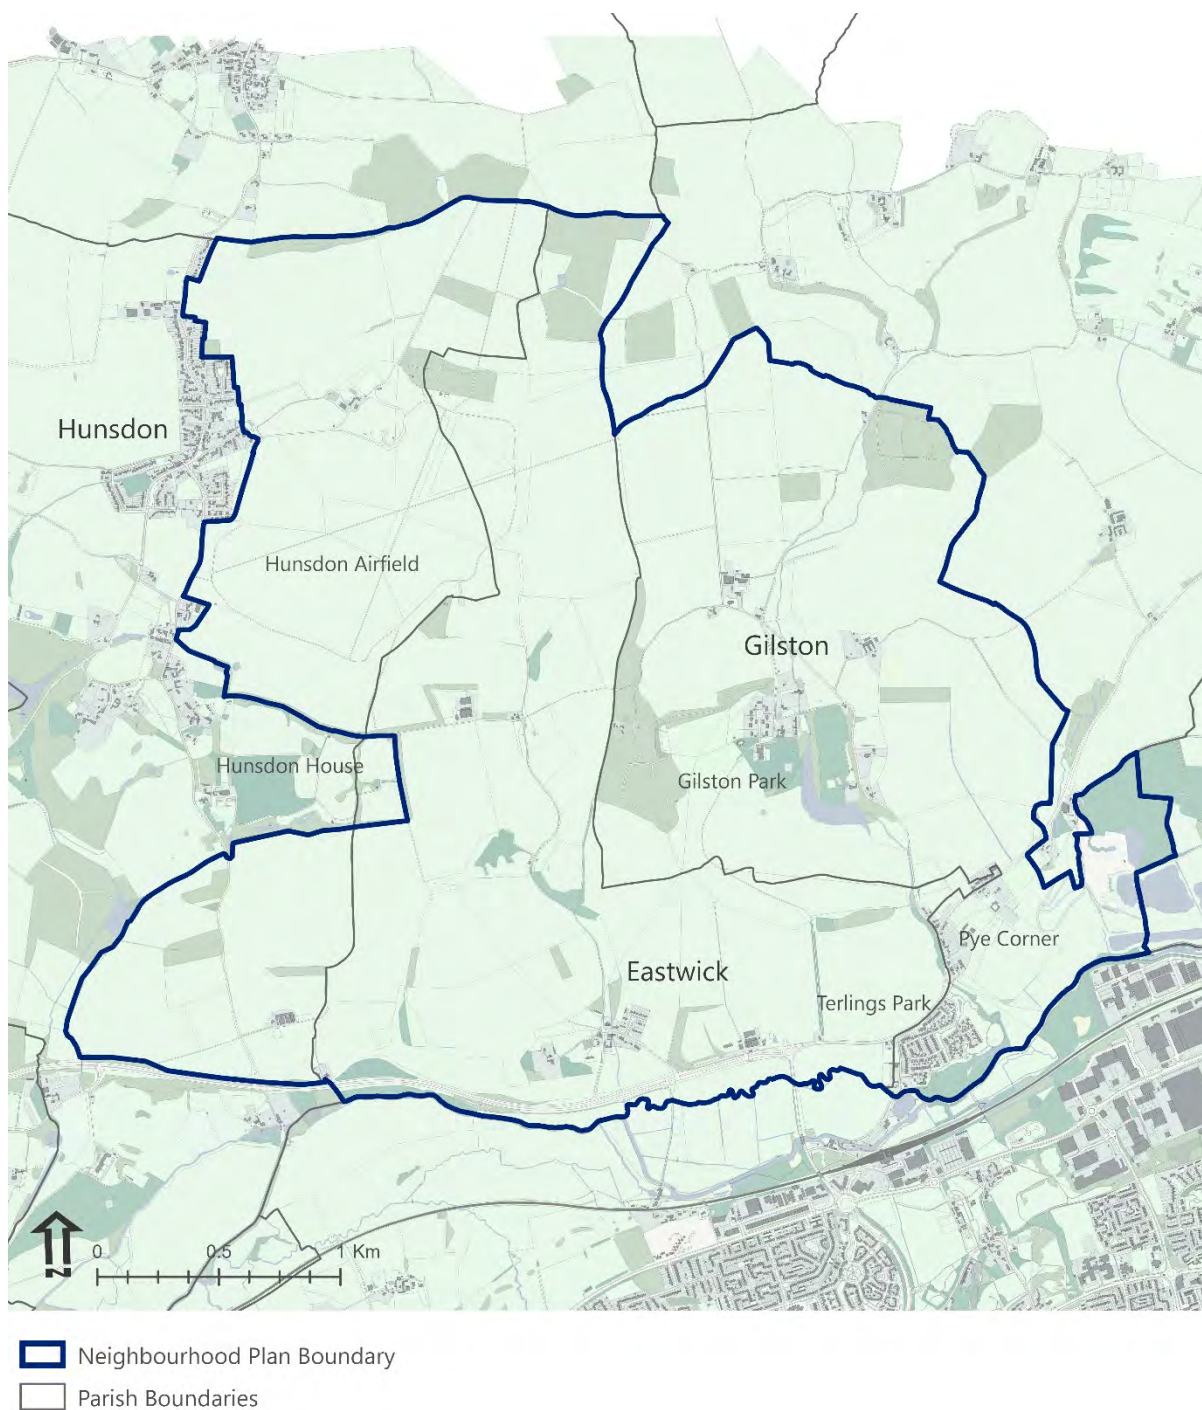 Hunsdon
Hunsdon Airfield
Gilston
Hunsdon House
Gilston Park
Pye Corner
Eastwick
Terlings Park
N
0 0.5 1 Km
Neighbourhood Plan Boundary
Parish Boundaries